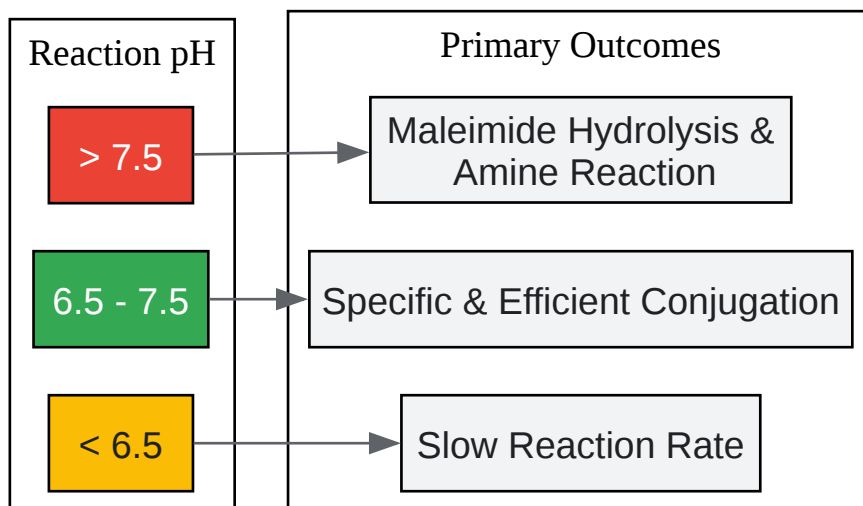 Reaction pH
Primary Outcomes
> 7.5
Maleimide Hydrolysis &
Amine Reaction
6.5 - 7.5
Specific & Efficient Conjugation
< 6.5
Slow Reaction Rate